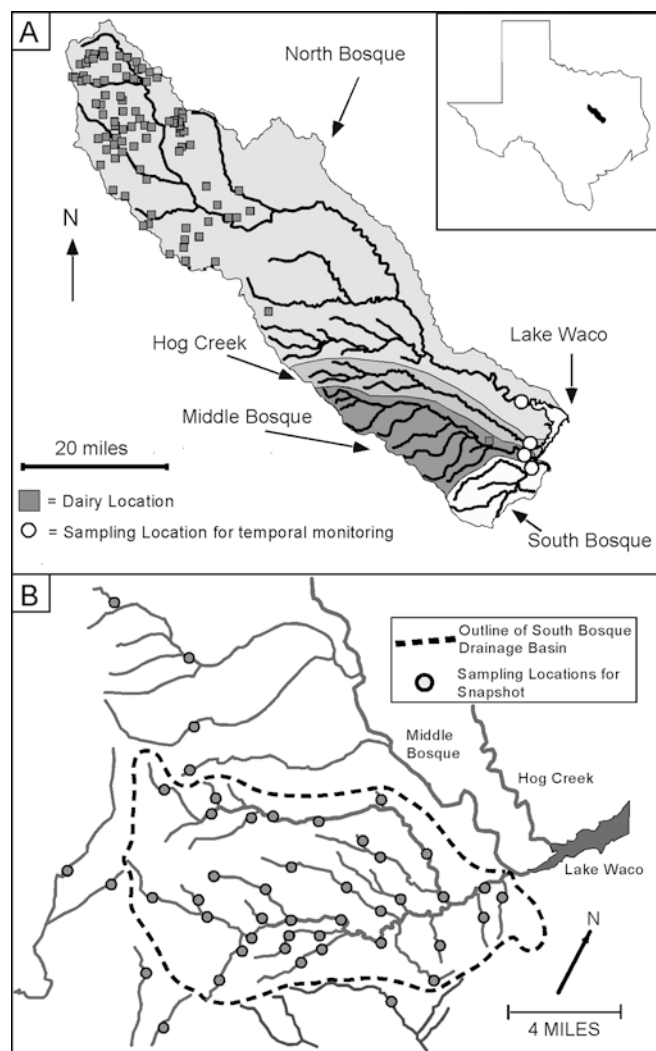 A
North Bosque
N
Hog Creek
Lake Waco
Middle Bosque
20 miles
= Dairy Location
= Sampling Location for temporal monitoring
South Bosque
B
Outline of South Bosque
Drainage Basin
Sampling Locations for
Snapshot
Middle
Bosque
Hog Creek
Lake Waco
N
4 MILES